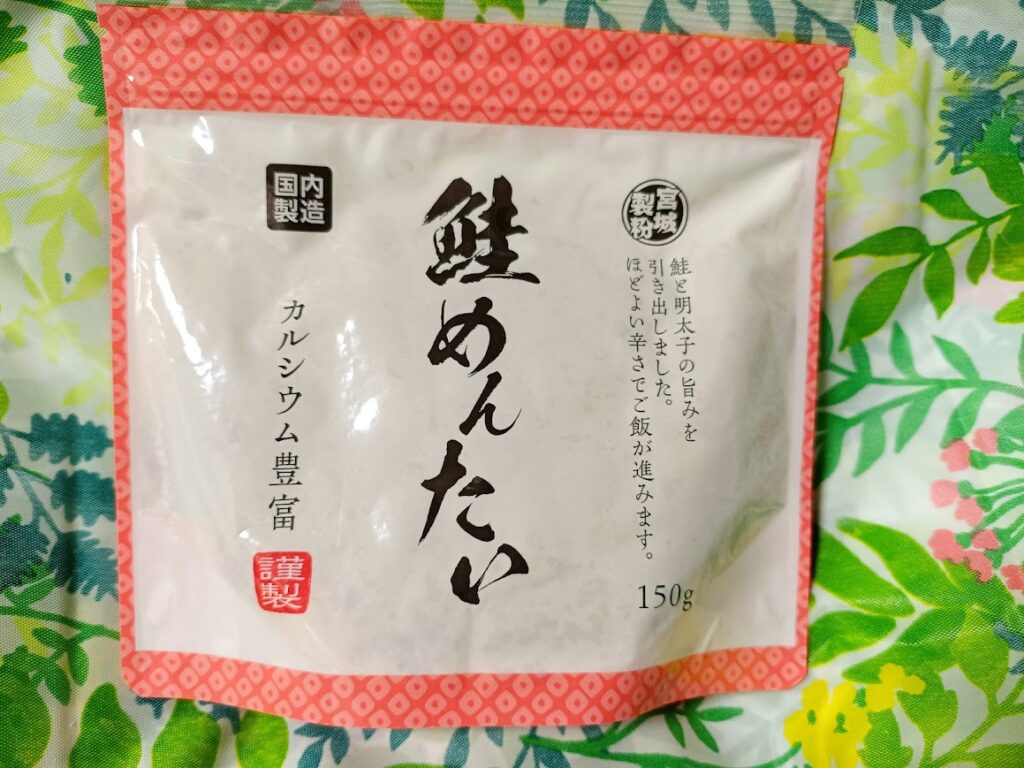 宮城
製粉
鮭と明太子の旨みを
引き出しました。
ほどよい辛さでご飯が進みます。
150g
鮭めんたい
国内
製造
カルシウム豊富
謹製